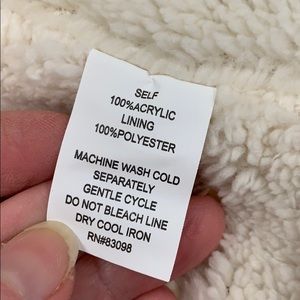 SELF
100%ACRYLIC
LINING
100%POLYESTER
MACHINE WASH COLD
SEPARATELY
GENTLE CYCLE
DO NOT BLEACH LINE
DRY COOL IRON
RN#83098